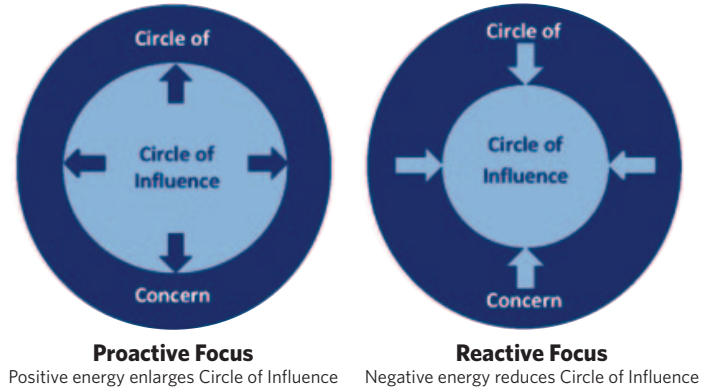 Circle of
Circle of
Influence
Concern
Proactive Focus
Positive energy enlarges Circle of Influence
Circle of
Circle of
Influence
Concern
Reactive Focus
Negative energy reduces Circle of Influence